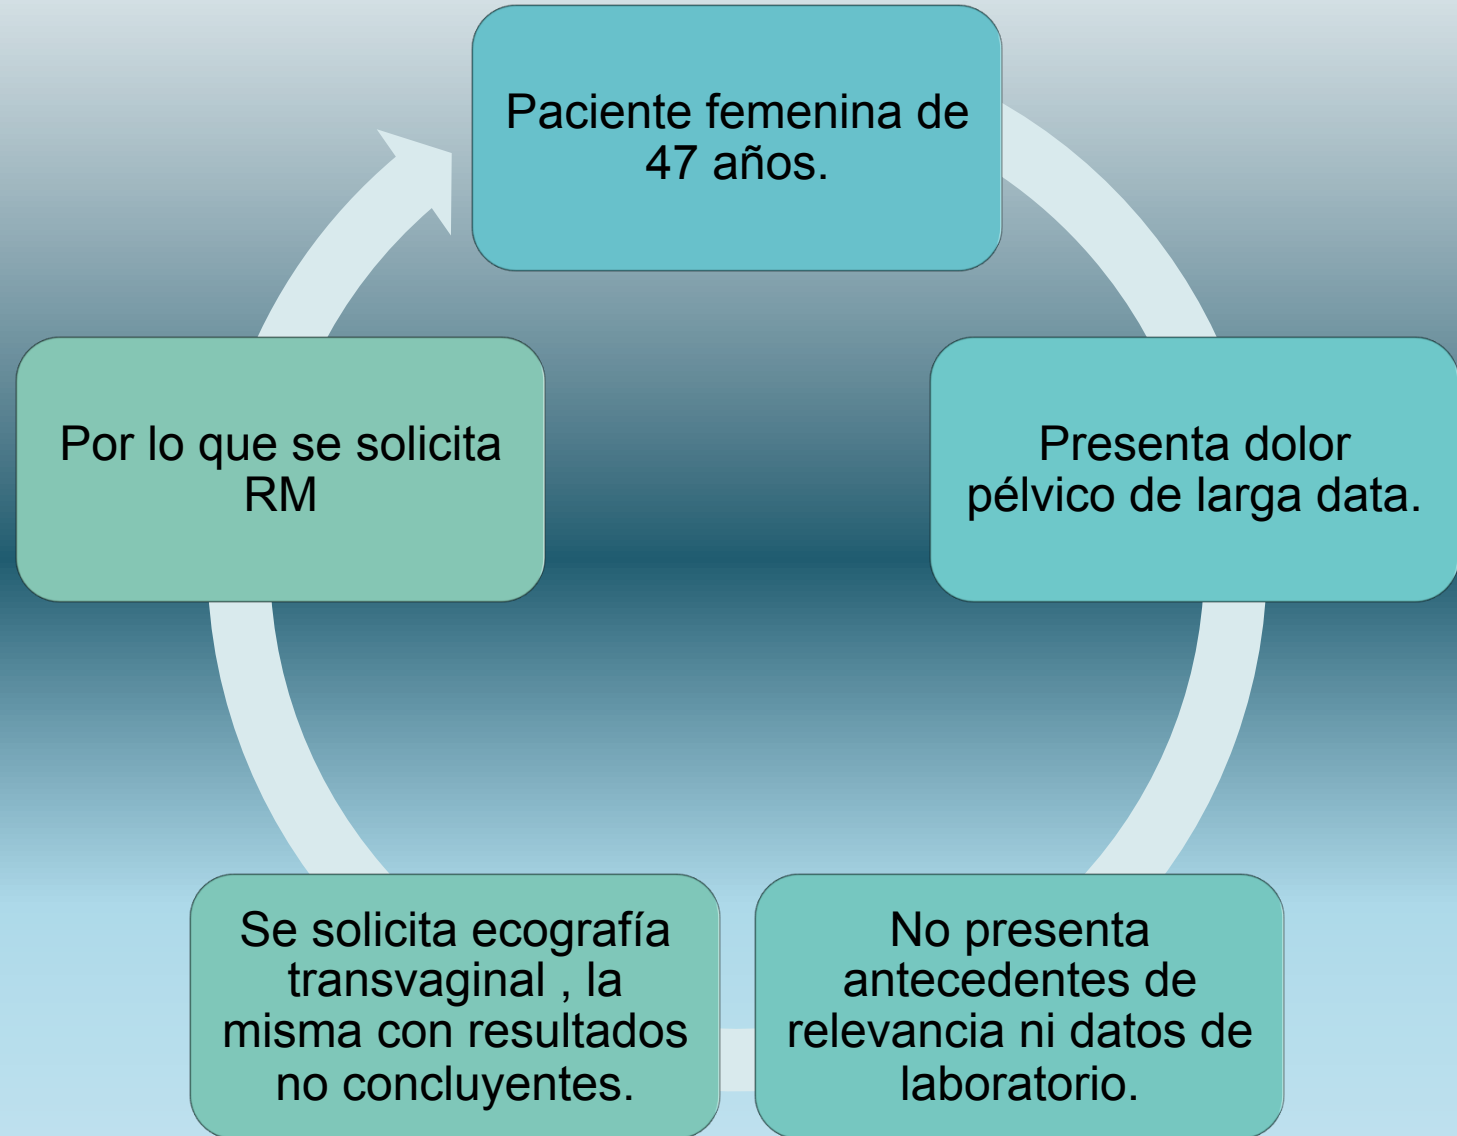 Paciente femenina de
47 años.
Presenta dolor
pélvico de larga data.
No presenta
antecedentes de
relevancia ni datos de
laboratorio.
Se solicita ecografía
transvaginal , la
misma con resultados
no concluyentes.
Por lo que se solicita
RM